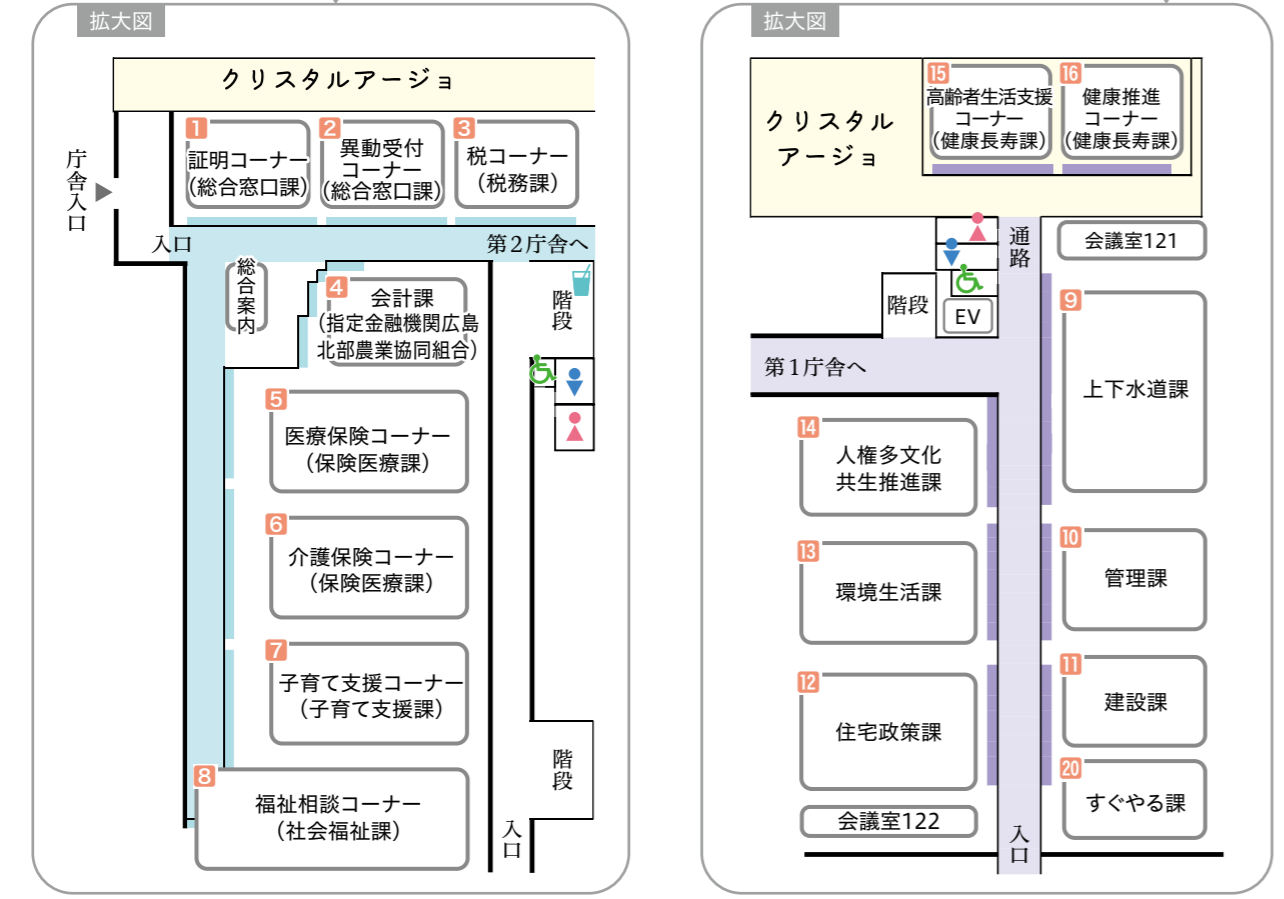 拡大図
クリスタルアージョ
庁舎入口
1
証明コーナー
(総合窓口課)
2
異動受付
コーナー
(総合窓口課)
3
税コーナー
(税務課)
入口
第2庁舎へ
総合案内
4
会計課
(指定金融機関広島
北部農業協同組合)
階段
5
医療保険コーナー
(保険医療課)
6
介護保険コーナー
(保険医療課)
7
子育て支援コーナー
(子育て支援課)
階段
8
福祉相談コーナー
(社会福祉課)
入口
拡大図
クリスタル
アージョ
15
高齢者生活支援
コーナー
(健康長寿課)
16
健康推進
コーナー
(健康長寿課)
通路
会議室121
階段
EV
9
上下水道課
第1庁舎へ
14
人権多文化
共生推進課
13
環境生活課
10
管理課
12
住宅政策課
11
建設課
20
すぐやる課
会議室122
入口